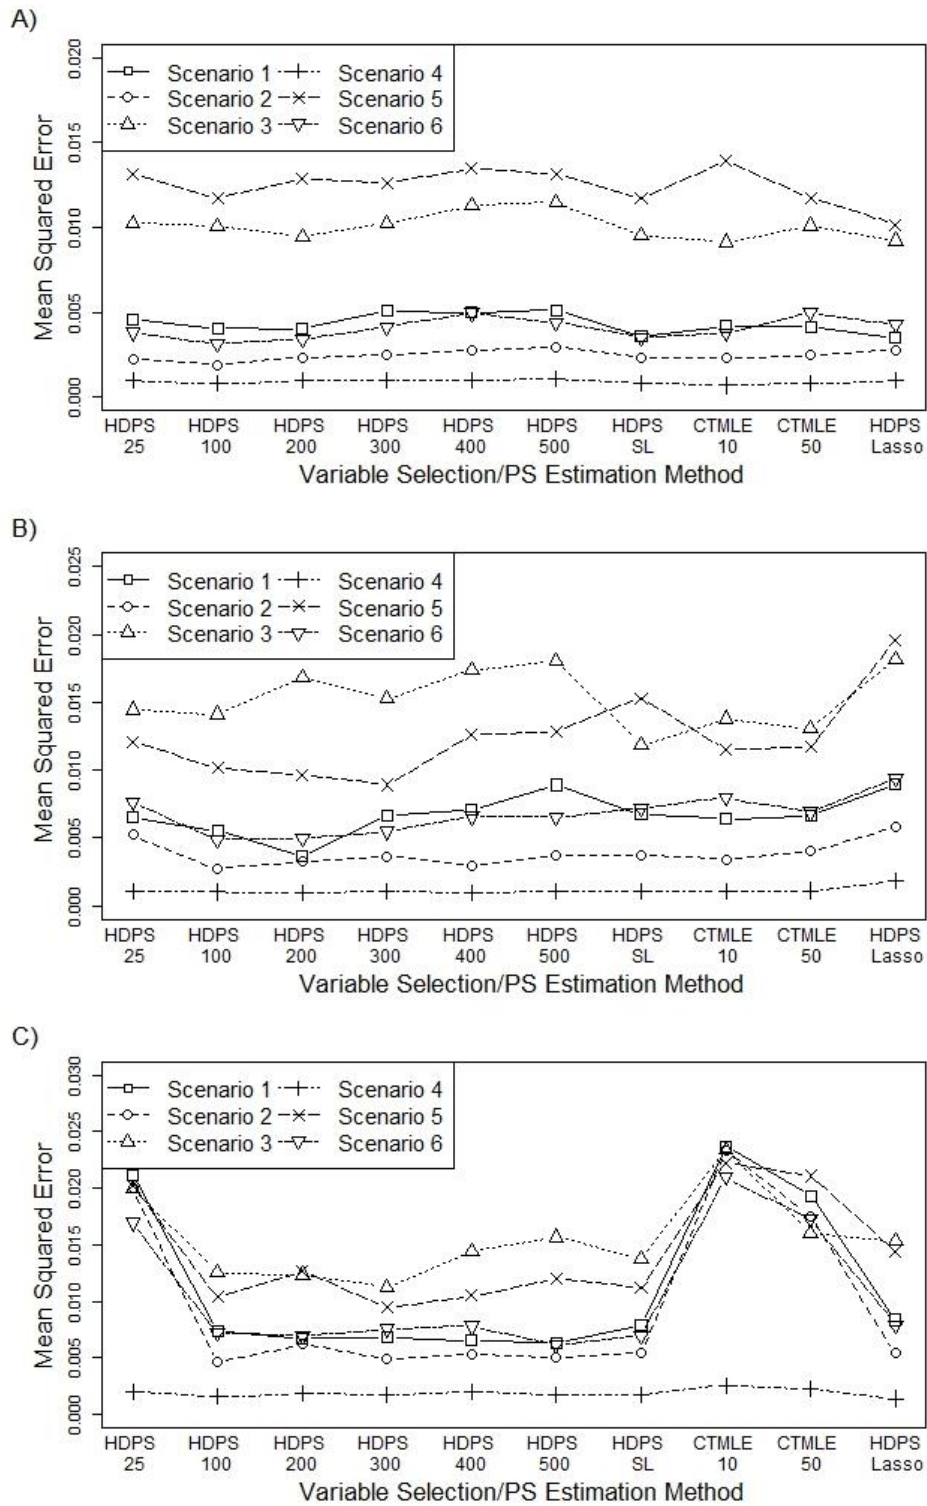 A)
0.020
0.015
0.010
0.005
0.000
Mean Squared Error
Scenario 1 Scenario 4
Scenario 2 Scenario 5
Scenario 3 Scenario 6
HDPS HDPS HDPS HDPS HDPS HDPS HDPS CTMLE CTMLE HDPS
25 100 200 300 400 500 SL 10 50 Lasso
Variable Selection/PS Estimation Method
B)
0.025
0.020
0.015
0.010
0.005
0.000
Mean Squared Error
Scenario 1 Scenario 4
Scenario 2 Scenario 5
Scenario 3 Scenario 6
HDPS HDPS HDPS HDPS HDPS HDPS HDPS CTMLE CTMLE HDPS
25 100 200 300 400 500 SL 10 50 Lasso
Variable Selection/PS Estimation Method
C)
0.030
0.025
0.020
0.015
0.010
0.005
0.000
Mean Squared Error
Scenario 1 Scenario 4
Scenario 2 Scenario 5
Scenario 3 Scenario 6
HDPS HDPS HDPS HDPS HDPS HDPS HDPS CTMLE CTMLE HDPS
25 100 200 300 400 500 SL 10 50 Lasso
Variable Selection/PS Estimation Method